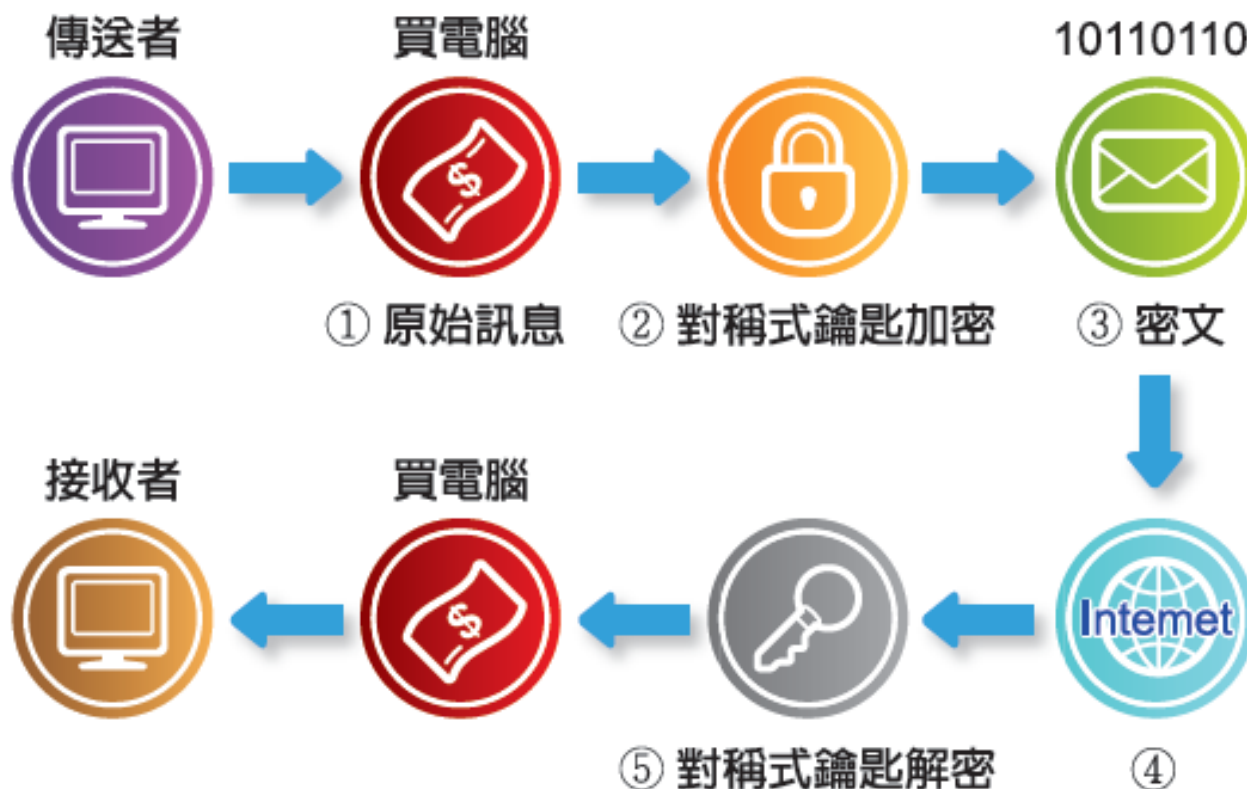 傳送者
買電腦
10110110
① 原始訊息
② 對稱式鑰匙加密
③ 密文
接收者
買電腦
Internet
⑤ 對稱式鑰匙解密
④